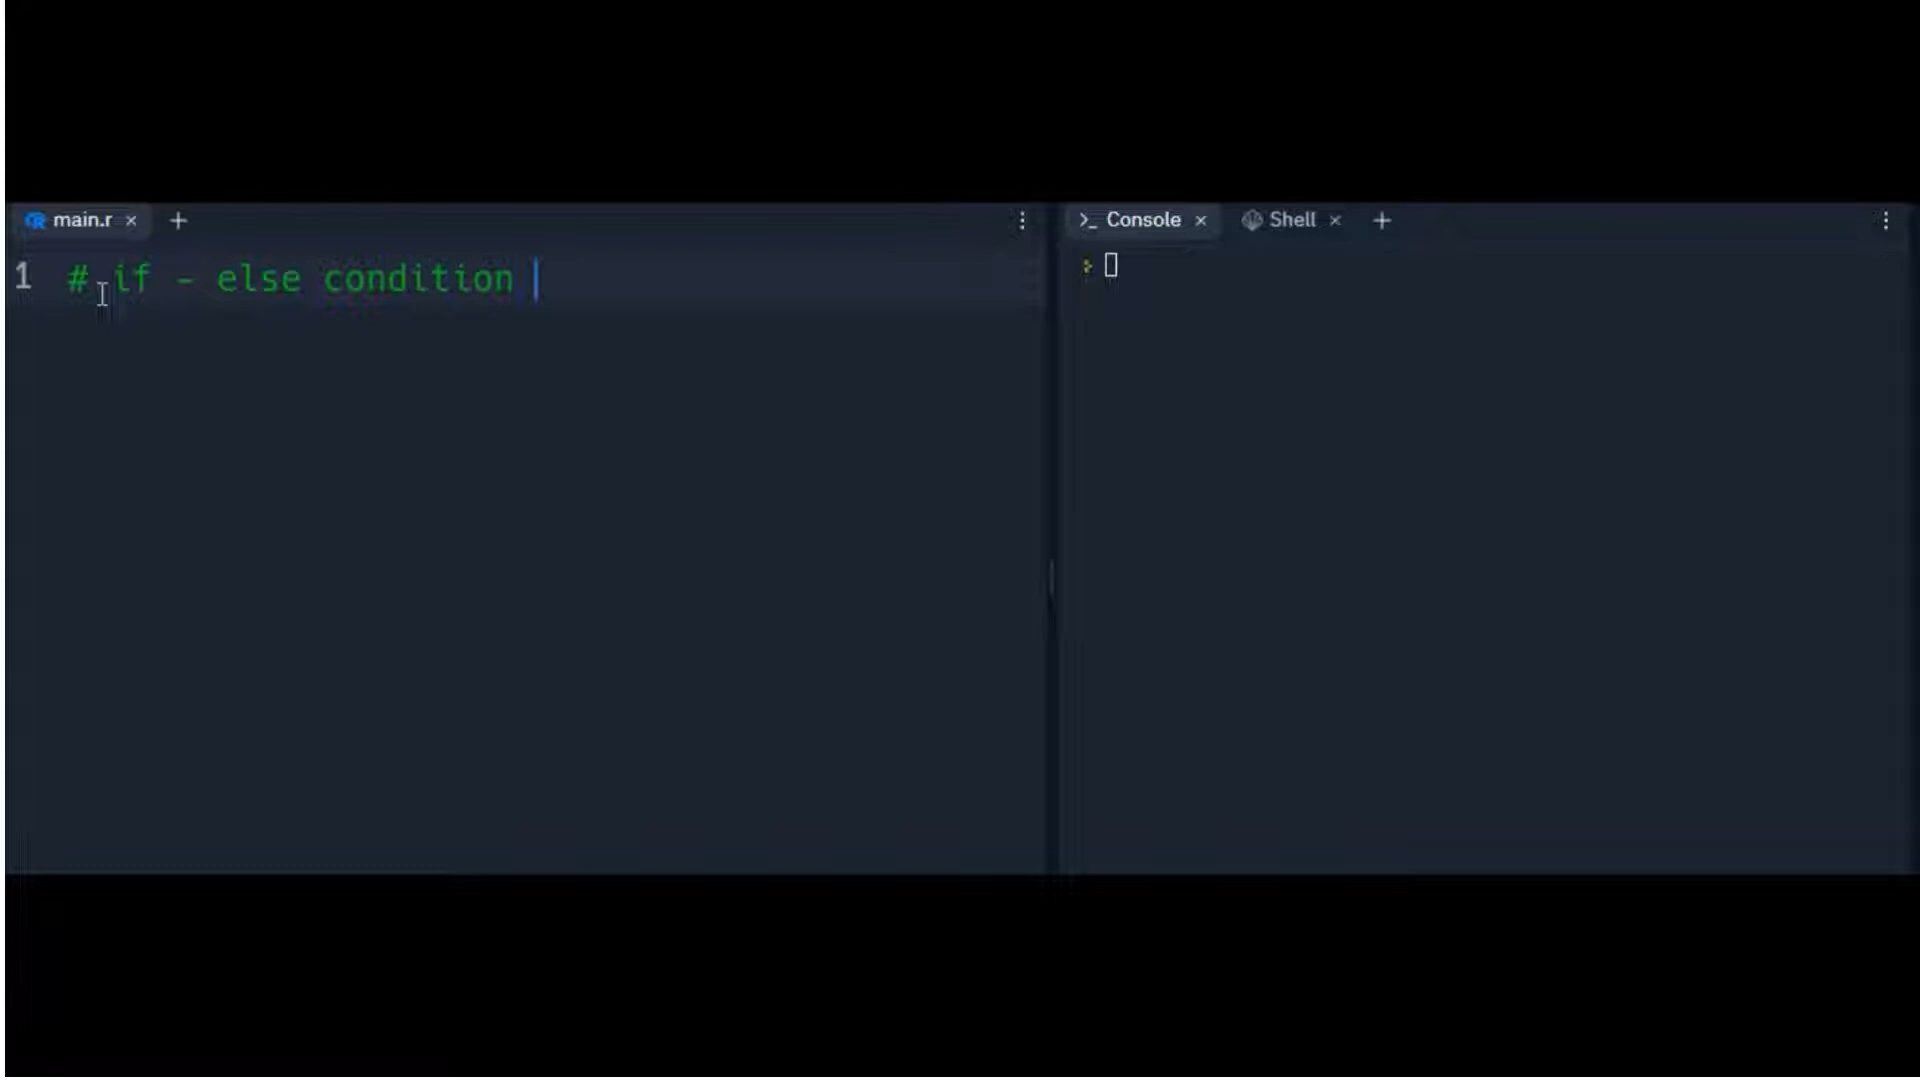 main.r × +
1 # if - else condition
>_ Console × Shell × +
>